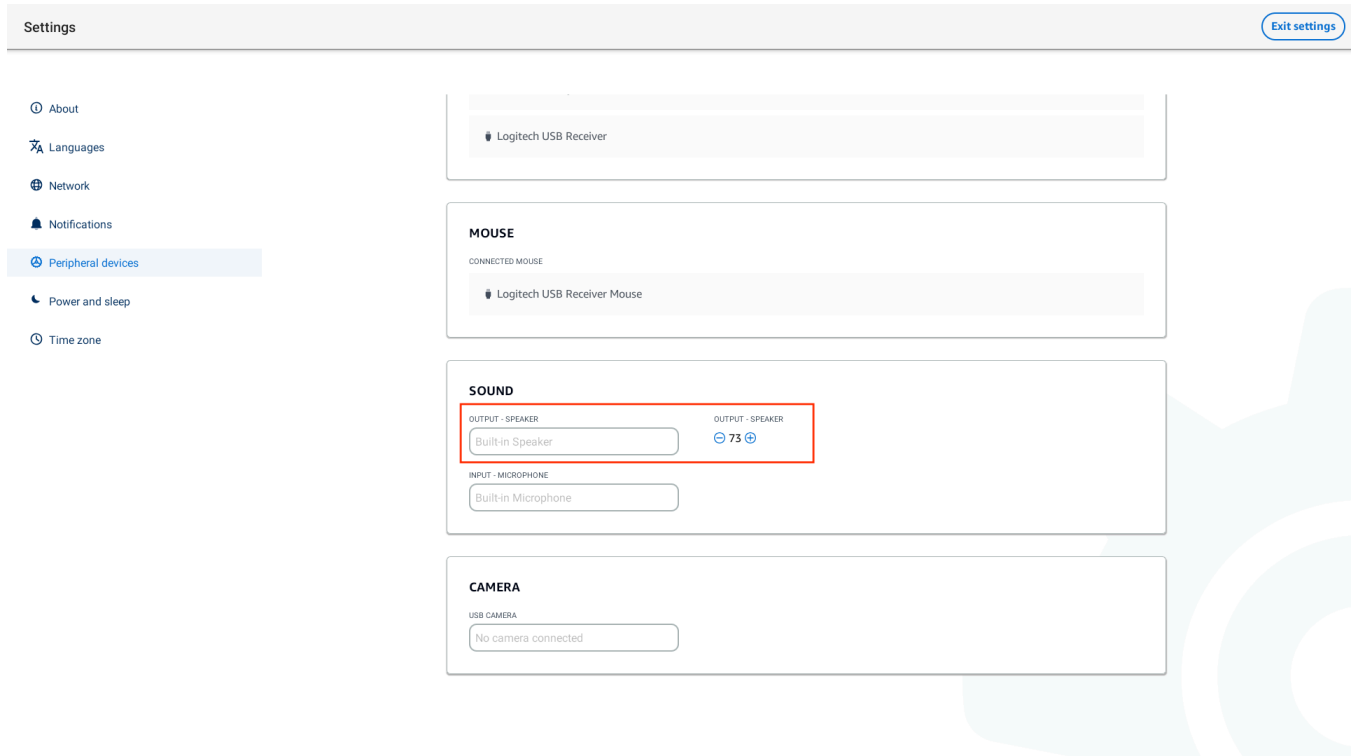 Settings
Exit settings
About
Languages
Network
Notifications
Peripheral devices
Power and sleep
Time zone
Logitech USB Receiver
MOUSE
CONNECTED MOUSE
Logitech USB Receiver Mouse
SOUND
OUTPUT - SPEAKER
OUTPUT - SPEAKER
Built-in Speaker
73
INPUT - MICROPHONE
Built-in Microphone
CAMERA
USB CAMERA
No camera connected